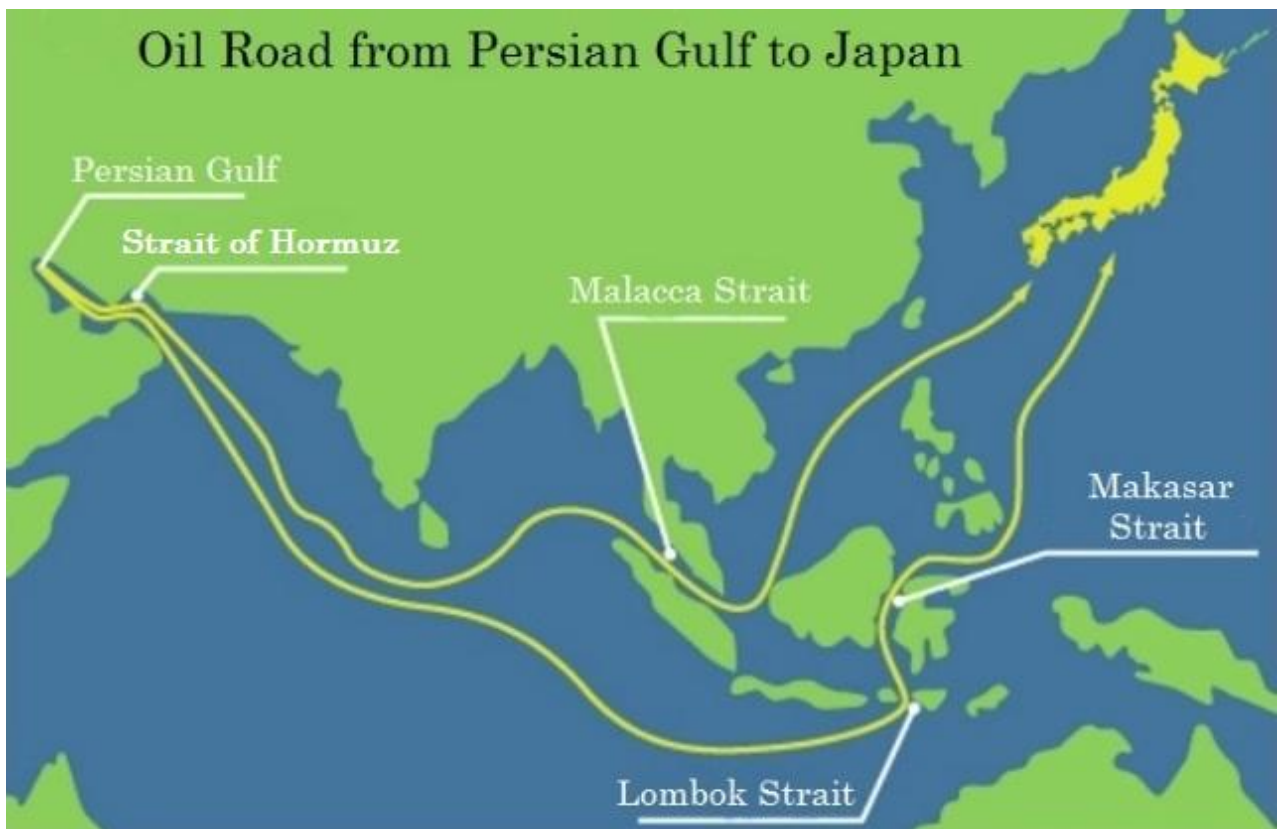 Oil Road from Persian Gulf to Japan
Persian Gulf
Strait of Hormuz
Malacca Strait
Makasar
Strait
Lombok Strait